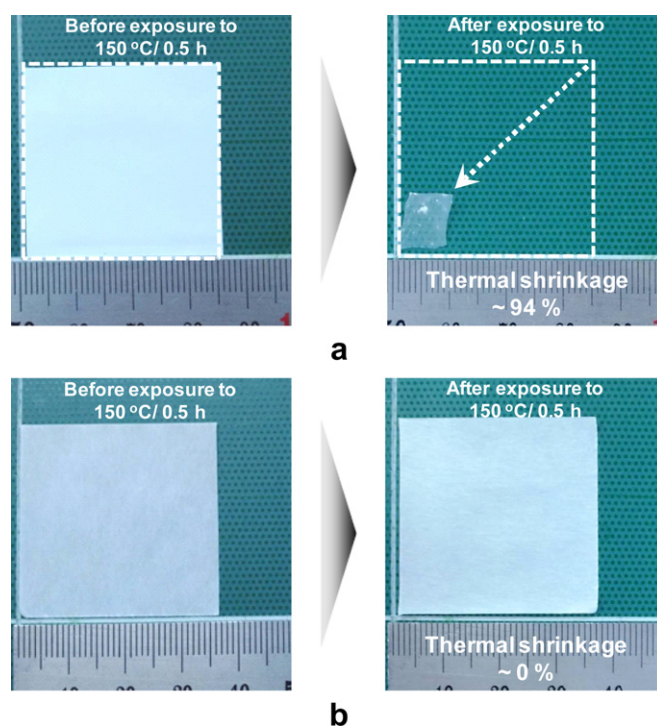 Before exposure to
150 °C/ 0.5 h
After exposure to
150 °C/ 0.5 h
Thermal shrinkage
~ 94 %
a
Before exposure to
150 °C/ 0.5 h
After exposure to
150 °C/ 0.5 h
Thermal shrinkage
~ 0 %
40
b